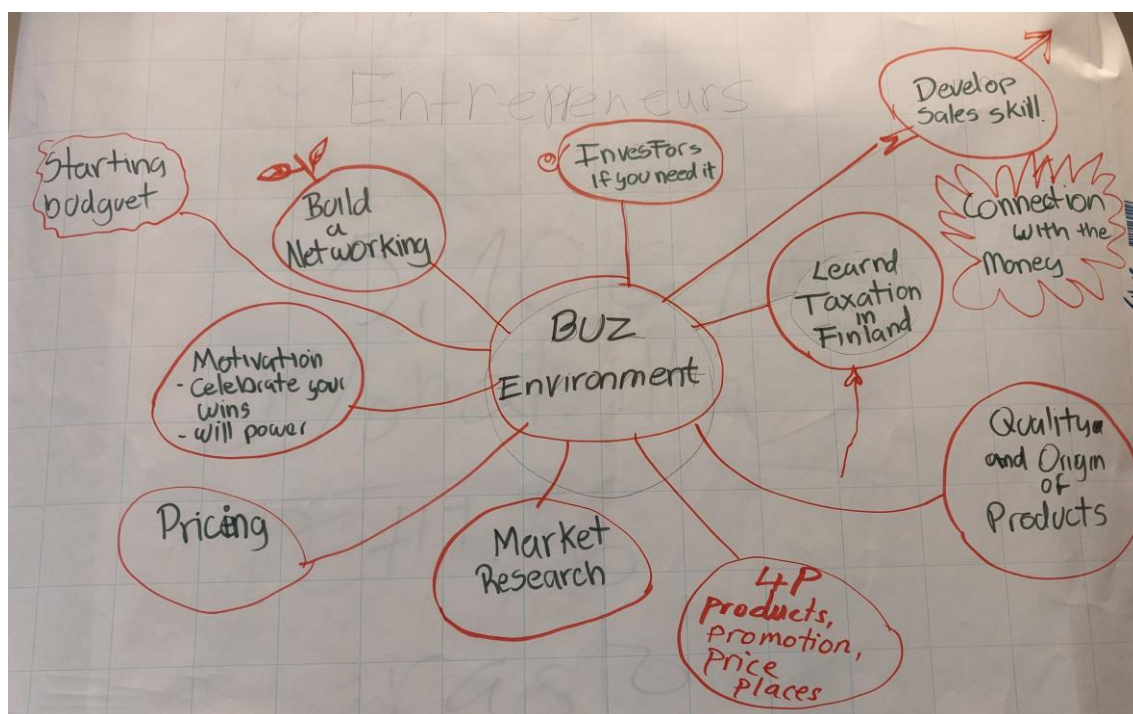 Entrepreneurs
Starting
budguet
Build
a
Networking
Investors
if you need it
Develop
Sales skill.
Connection
with the
Money
Learnd
Taxation
in
Finland
BUZ
Environment
Motivation
- Celebrate your
wins
- will power
Quality
and Origin
of
Products
Pricing
Market
Research
4P
products,
promotion,
price
places